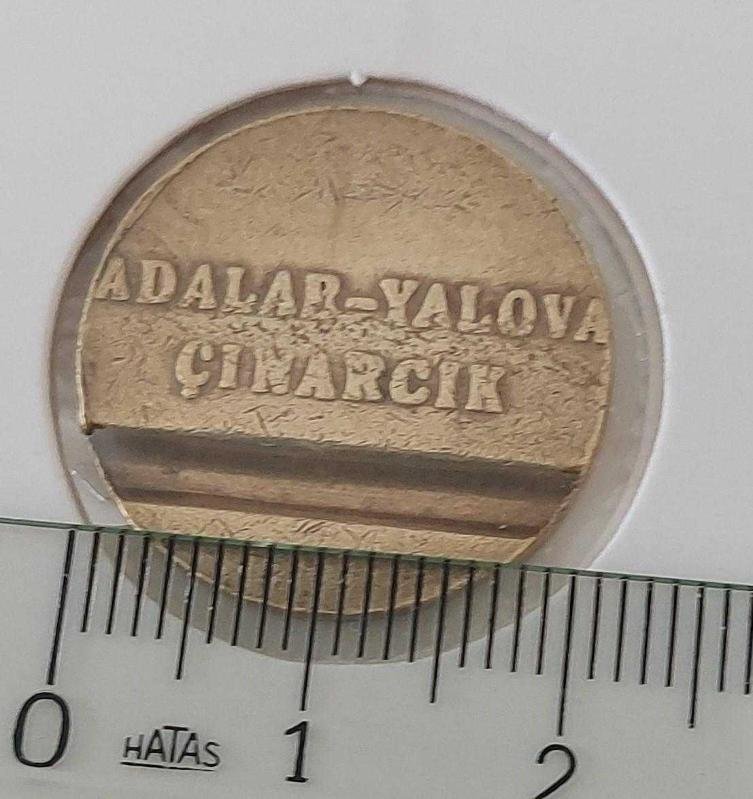 ADALAR-YALOVA
ÇINARCIK
0 1 2
HATAS